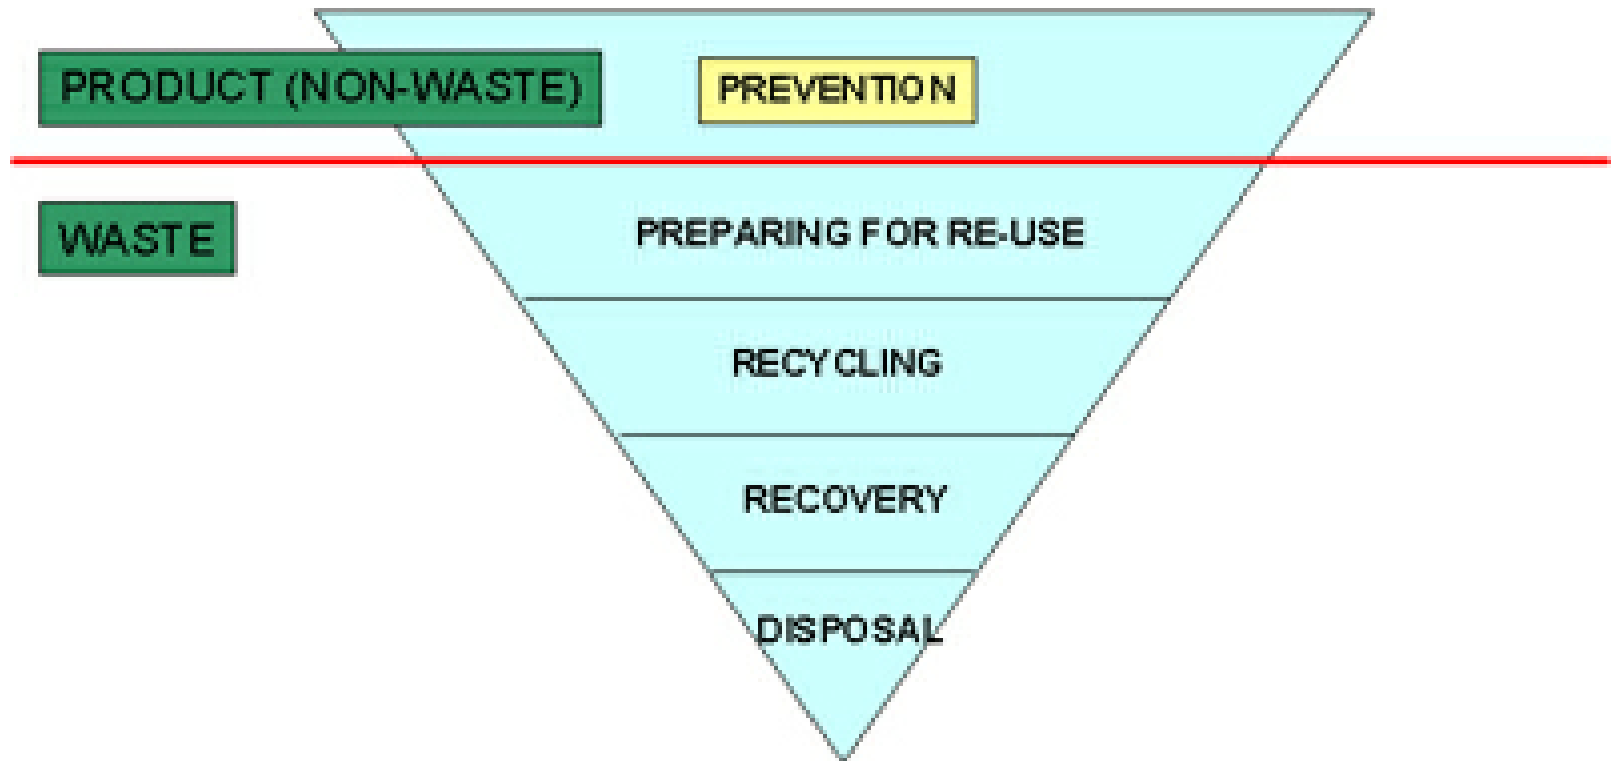 PRODUCT (NON-WASTE)
PREVENTION
WASTE
PREPARING FOR RE-USE
RECYCLING
RECOVERY
DISPOSAL